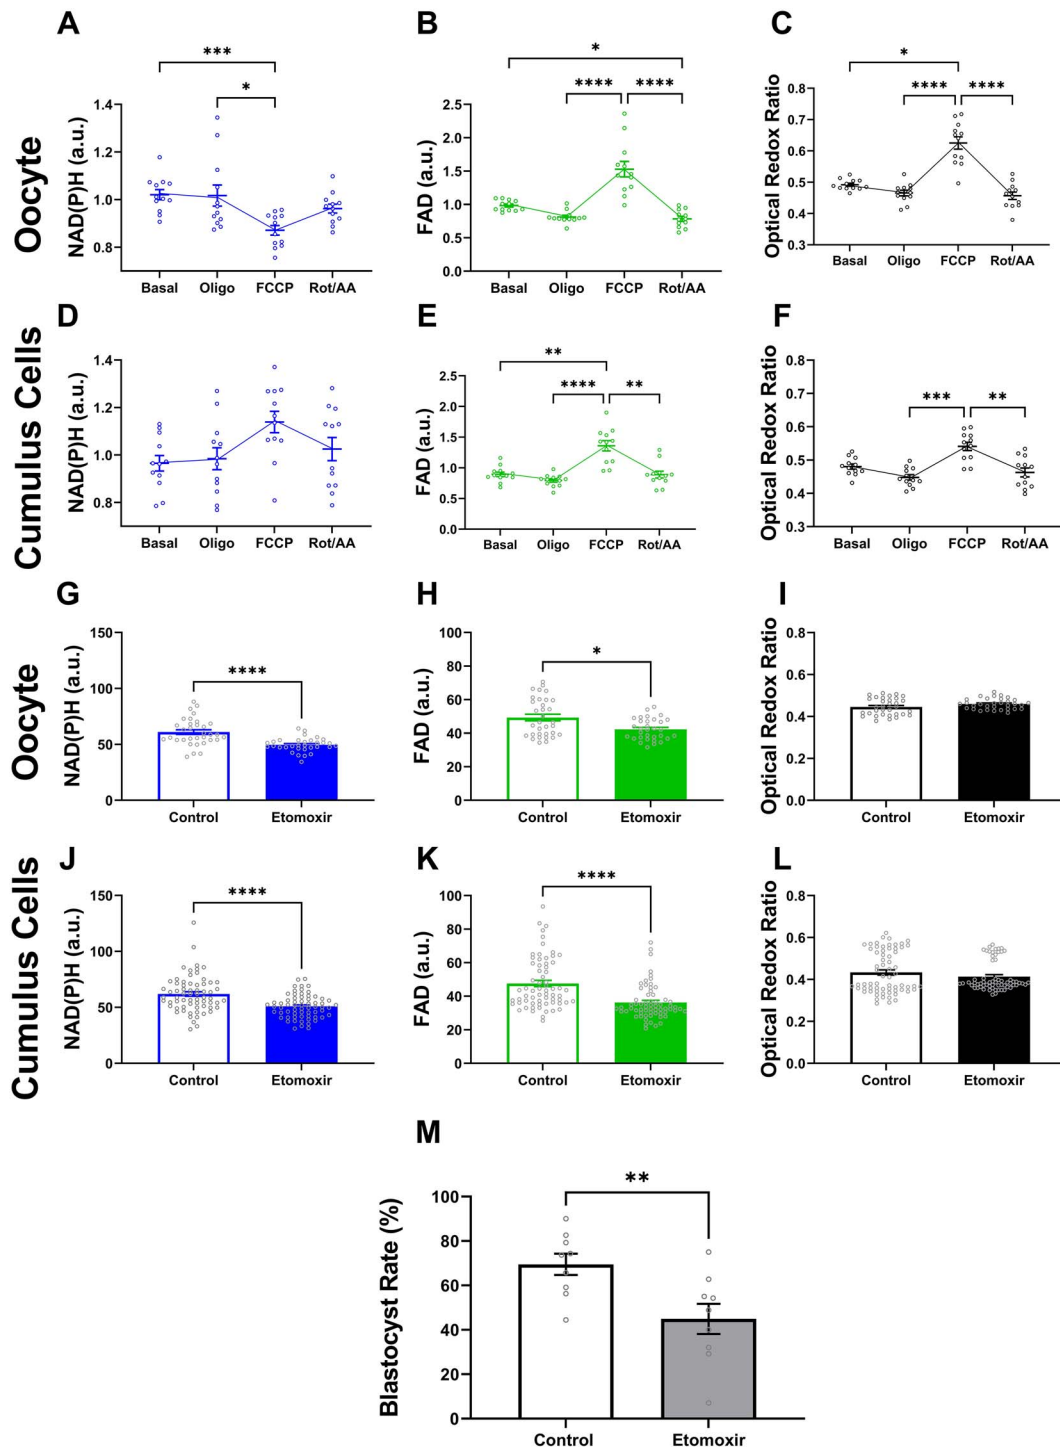 A
B
C
***
*
Oocyte
NAD(P)H (a.u.)
1.4
1.2
1.0
0.8
Basal Oligo FCCP Rot/AA
*
**** ****
FAD (a.u.)
2.5
2.0
1.5
1.0
0.5
0.0
Basal Oligo FCCP Rot/AA
*
**** ****
Optical Redox Ratio
0.8
0.7
0.6
0.5
0.4
0.3
Basal Oligo FCCP Rot/AA
D
E
F
Cumulus Cells
NAD(P)H (a.u.)
1.4
1.2
1.0
0.8
Basal Oligo FCCP Rot/AA
**
**** **
FAD (a.u.)
2.5
2.0
1.5
1.0
0.5
0.0
Basal Oligo FCCP Rot/AA
*** **
Optical Redox Ratio
0.8
0.7
0.6
0.5
0.4
0.3
Basal Oligo FCCP Rot/AA
G
H
I
Oocyte
NAD(P)H (a.u.)
150
100
50
0
****
Control Etomoxir
FAD (a.u.)
100
80
60
40
20
0
*
Control Etomoxir
Optical Redox Ratio
0.8
0.6
0.4
0.2
0.0
Control Etomoxir
J
K
L
Cumulus Cells
NAD(P)H (a.u.)
150
100
50
0
****
Control Etomoxir
FAD (a.u.)
100
80
60
40
20
0
****
Control Etomoxir
Optical Redox Ratio
0.8
0.6
0.4
0.2
0.0
Control Etomoxir
M
**
Blastocyst Rate (%)
100
80
60
40
20
0
Control Etomoxir